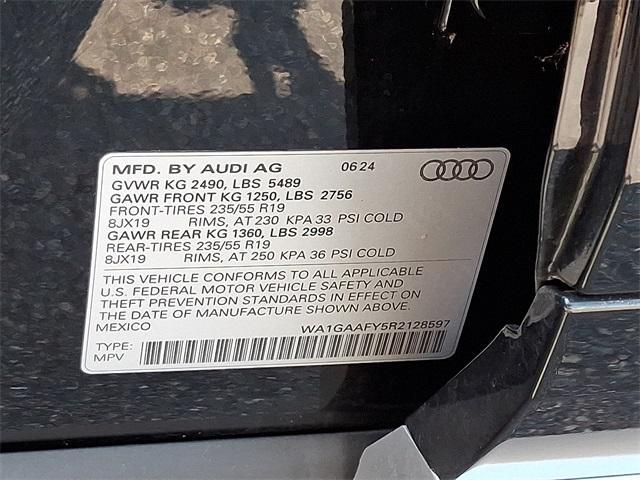 MFD. BY AUDI AG 06 24
GVWR KG 2490, LBS 5489
GAWR FRONT KG 1250, LBS 2756
FRONT-TIRES 235/55 R19
8JX19 RIMS, AT 230 KPA 33 PSI COLD
GAWR REAR KG 1360, LBS 2998
REAR-TIRES 235/55 R19
8JX19 RIMS, AT 250 KPA 36 PSI COLD
THIS VEHICLE CONFORMS TO ALL APPLICABLE
U.S. FEDERAL MOTOR VEHICLE SAFETY AND
THEFT PREVENTION STANDARDS IN EFFECT ON
THE DATE OF MANUFACTURE SHOWN ABOVE.
MEXICO WA1GAAFY5R2128597
TYPE:
MPV